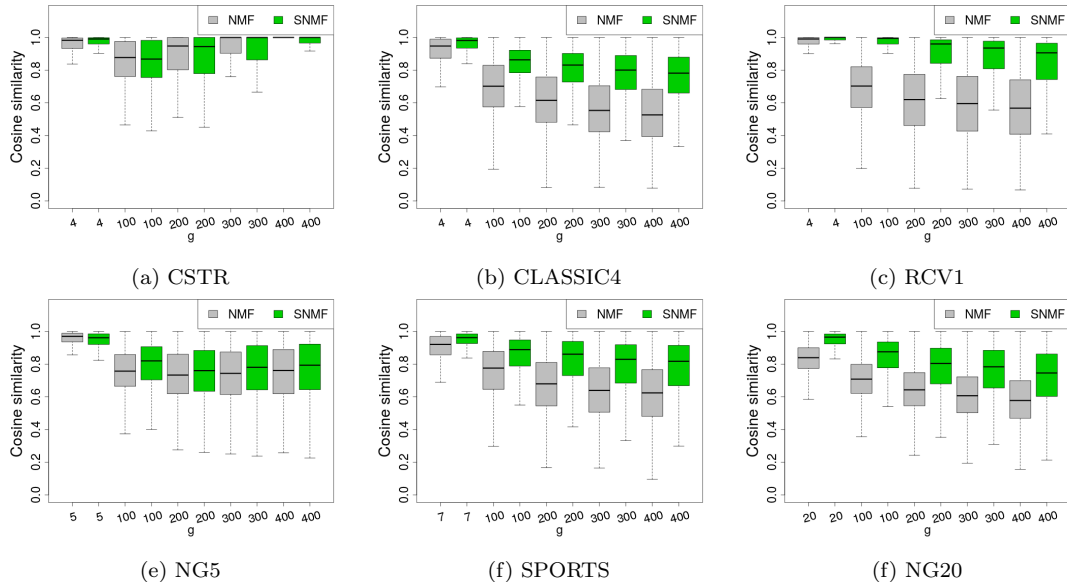 NMF SNMF
Cosine similarity
0.0 0.2 0.4 0.6 0.8 1.0
4 4 100 100 200 200 300 300 400 400
g
(a) CSTR
NMF SNMF
Cosine similarity
0.0 0.2 0.4 0.6 0.8 1.0
4 4 100 100 200 200 300 300 400 400
g
(b) CLASSIC4
NMF SNMF
Cosine similarity
0.0 0.2 0.4 0.6 0.8 1.0
4 4 100 100 200 200 300 300 400 400
g
(c) RCV1
NMF SNMF
Cosine similarity
0.0 0.2 0.4 0.6 0.8 1.0
5 5 100 100 200 200 300 300 400 400
g
(e) NG5
NMF SNMF
Cosine similarity
0.0 0.2 0.4 0.6 0.8 1.0
7 7 100 100 200 200 300 300 400 400
g
(f) SPORTS
NMF SNMF
Cosine similarity
0.0 0.2 0.4 0.6 0.8 1.0
20 20 100 100 200 200 300 300 400 400
g
(f) NG20